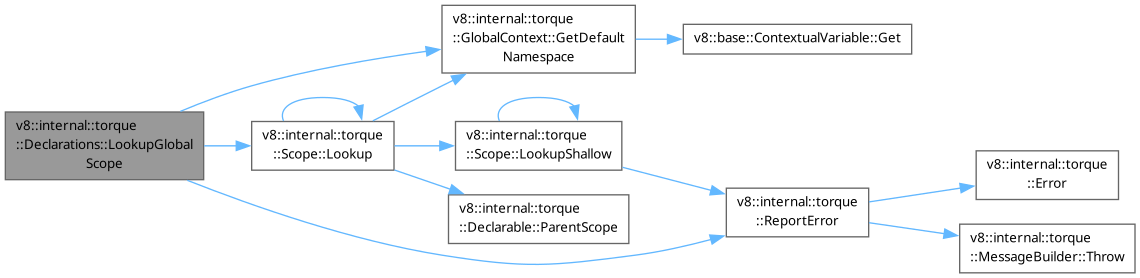 v8::internal::torque
::Declarations::LookupGlobal
Scope
v8::internal::torque
::GlobalContext::GetDefault
Namespace
v8::base::ContextualVariable::Get
v8::internal::torque
::Scope::Lookup
v8::internal::torque
::Scope::LookupShallow
v8::internal::torque
::Declarable::ParentScope
v8::internal::torque
::ReportError
v8::internal::torque
::Error
v8::internal::torque
::MessageBuilder::Throw